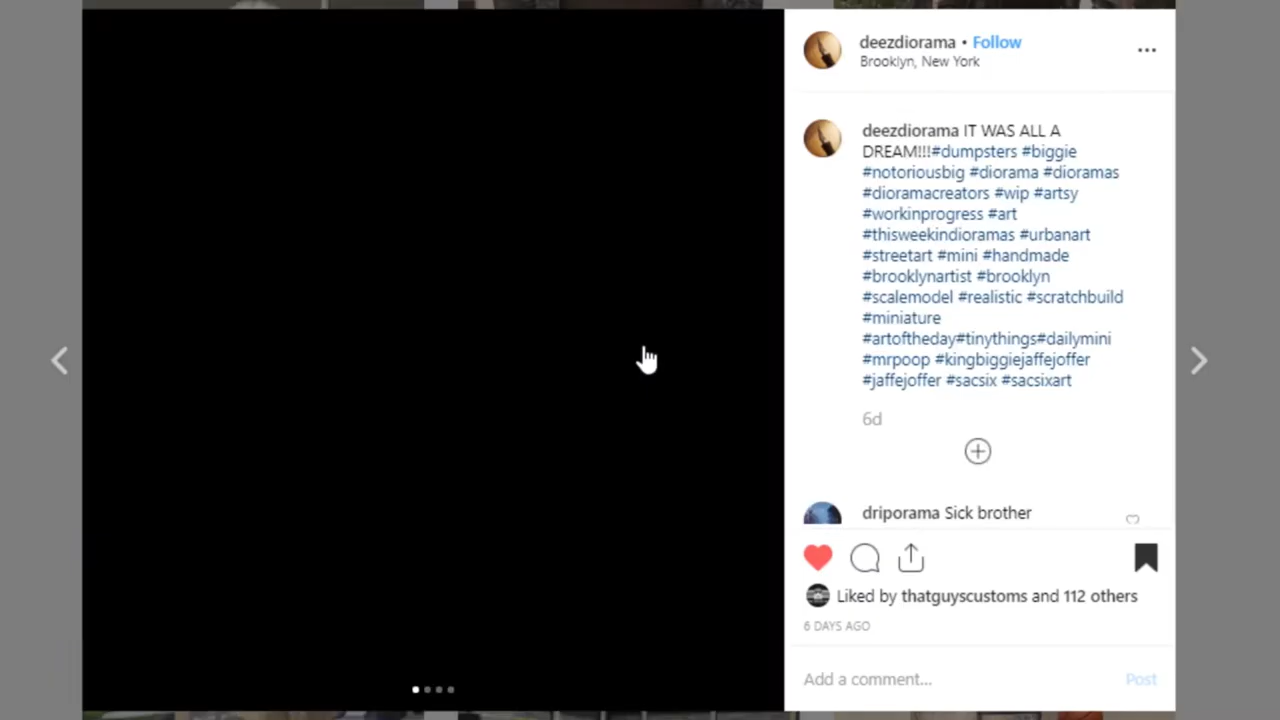 deezdiorama • Follow
Brooklyn, New York
deezdiorama IT WAS ALL A
DREAM!!!#dumpsters #biggie
#notoriousbig #diorama #dioramas
#dioramacreators #wip #artsy
#workinprogress #art
#thisweekindioramas #urbanart
#streetart #mini #handmade
#brooklynartist #brooklyn
#scalemodel #realistic #scratchbuild
#miniature
#artoftheday#tinythings#dailymini
#mrpoop #kingbiggiejaffejoffer
#jaffejoffer #sacsix #sacsixart
6d
driporama Sick brother
Liked by thatguyscustoms and 112 others
6 DAYS AGO
Add a comment... Post